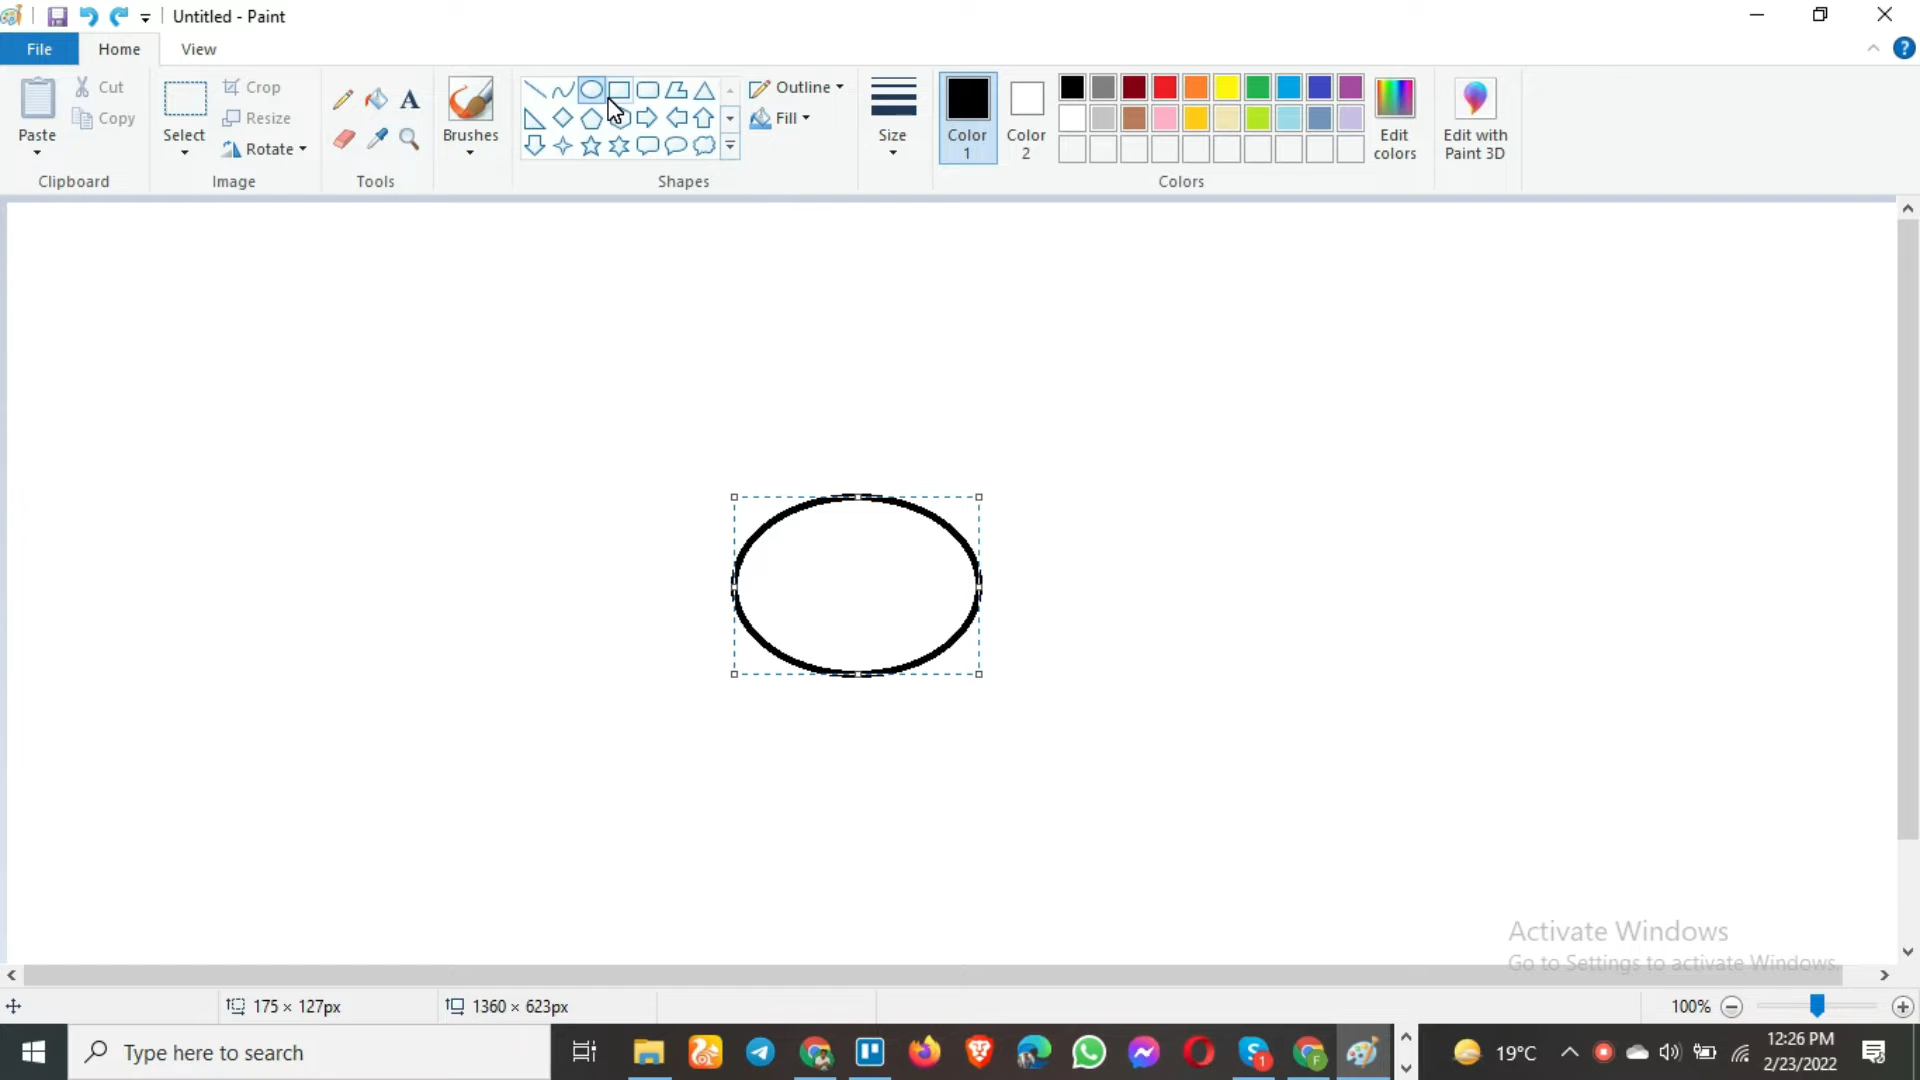 Untitled - Paint
File
Home
View
Paste
Cut
Copy
Clipboard
Select
Crop
Resize
Rotate
Image
A
Tools
Brushes
Outline
Fill
Shapes
Size
Color 1
Color 2
Edit colors
Colors
Edit with Paint 3D
?
Activate Windows
Go to Settings to activate Windows.
175 × 127px
1360 × 623px
100%
Type here to search
1
F
19°C
12:26 PM
2/23/2022